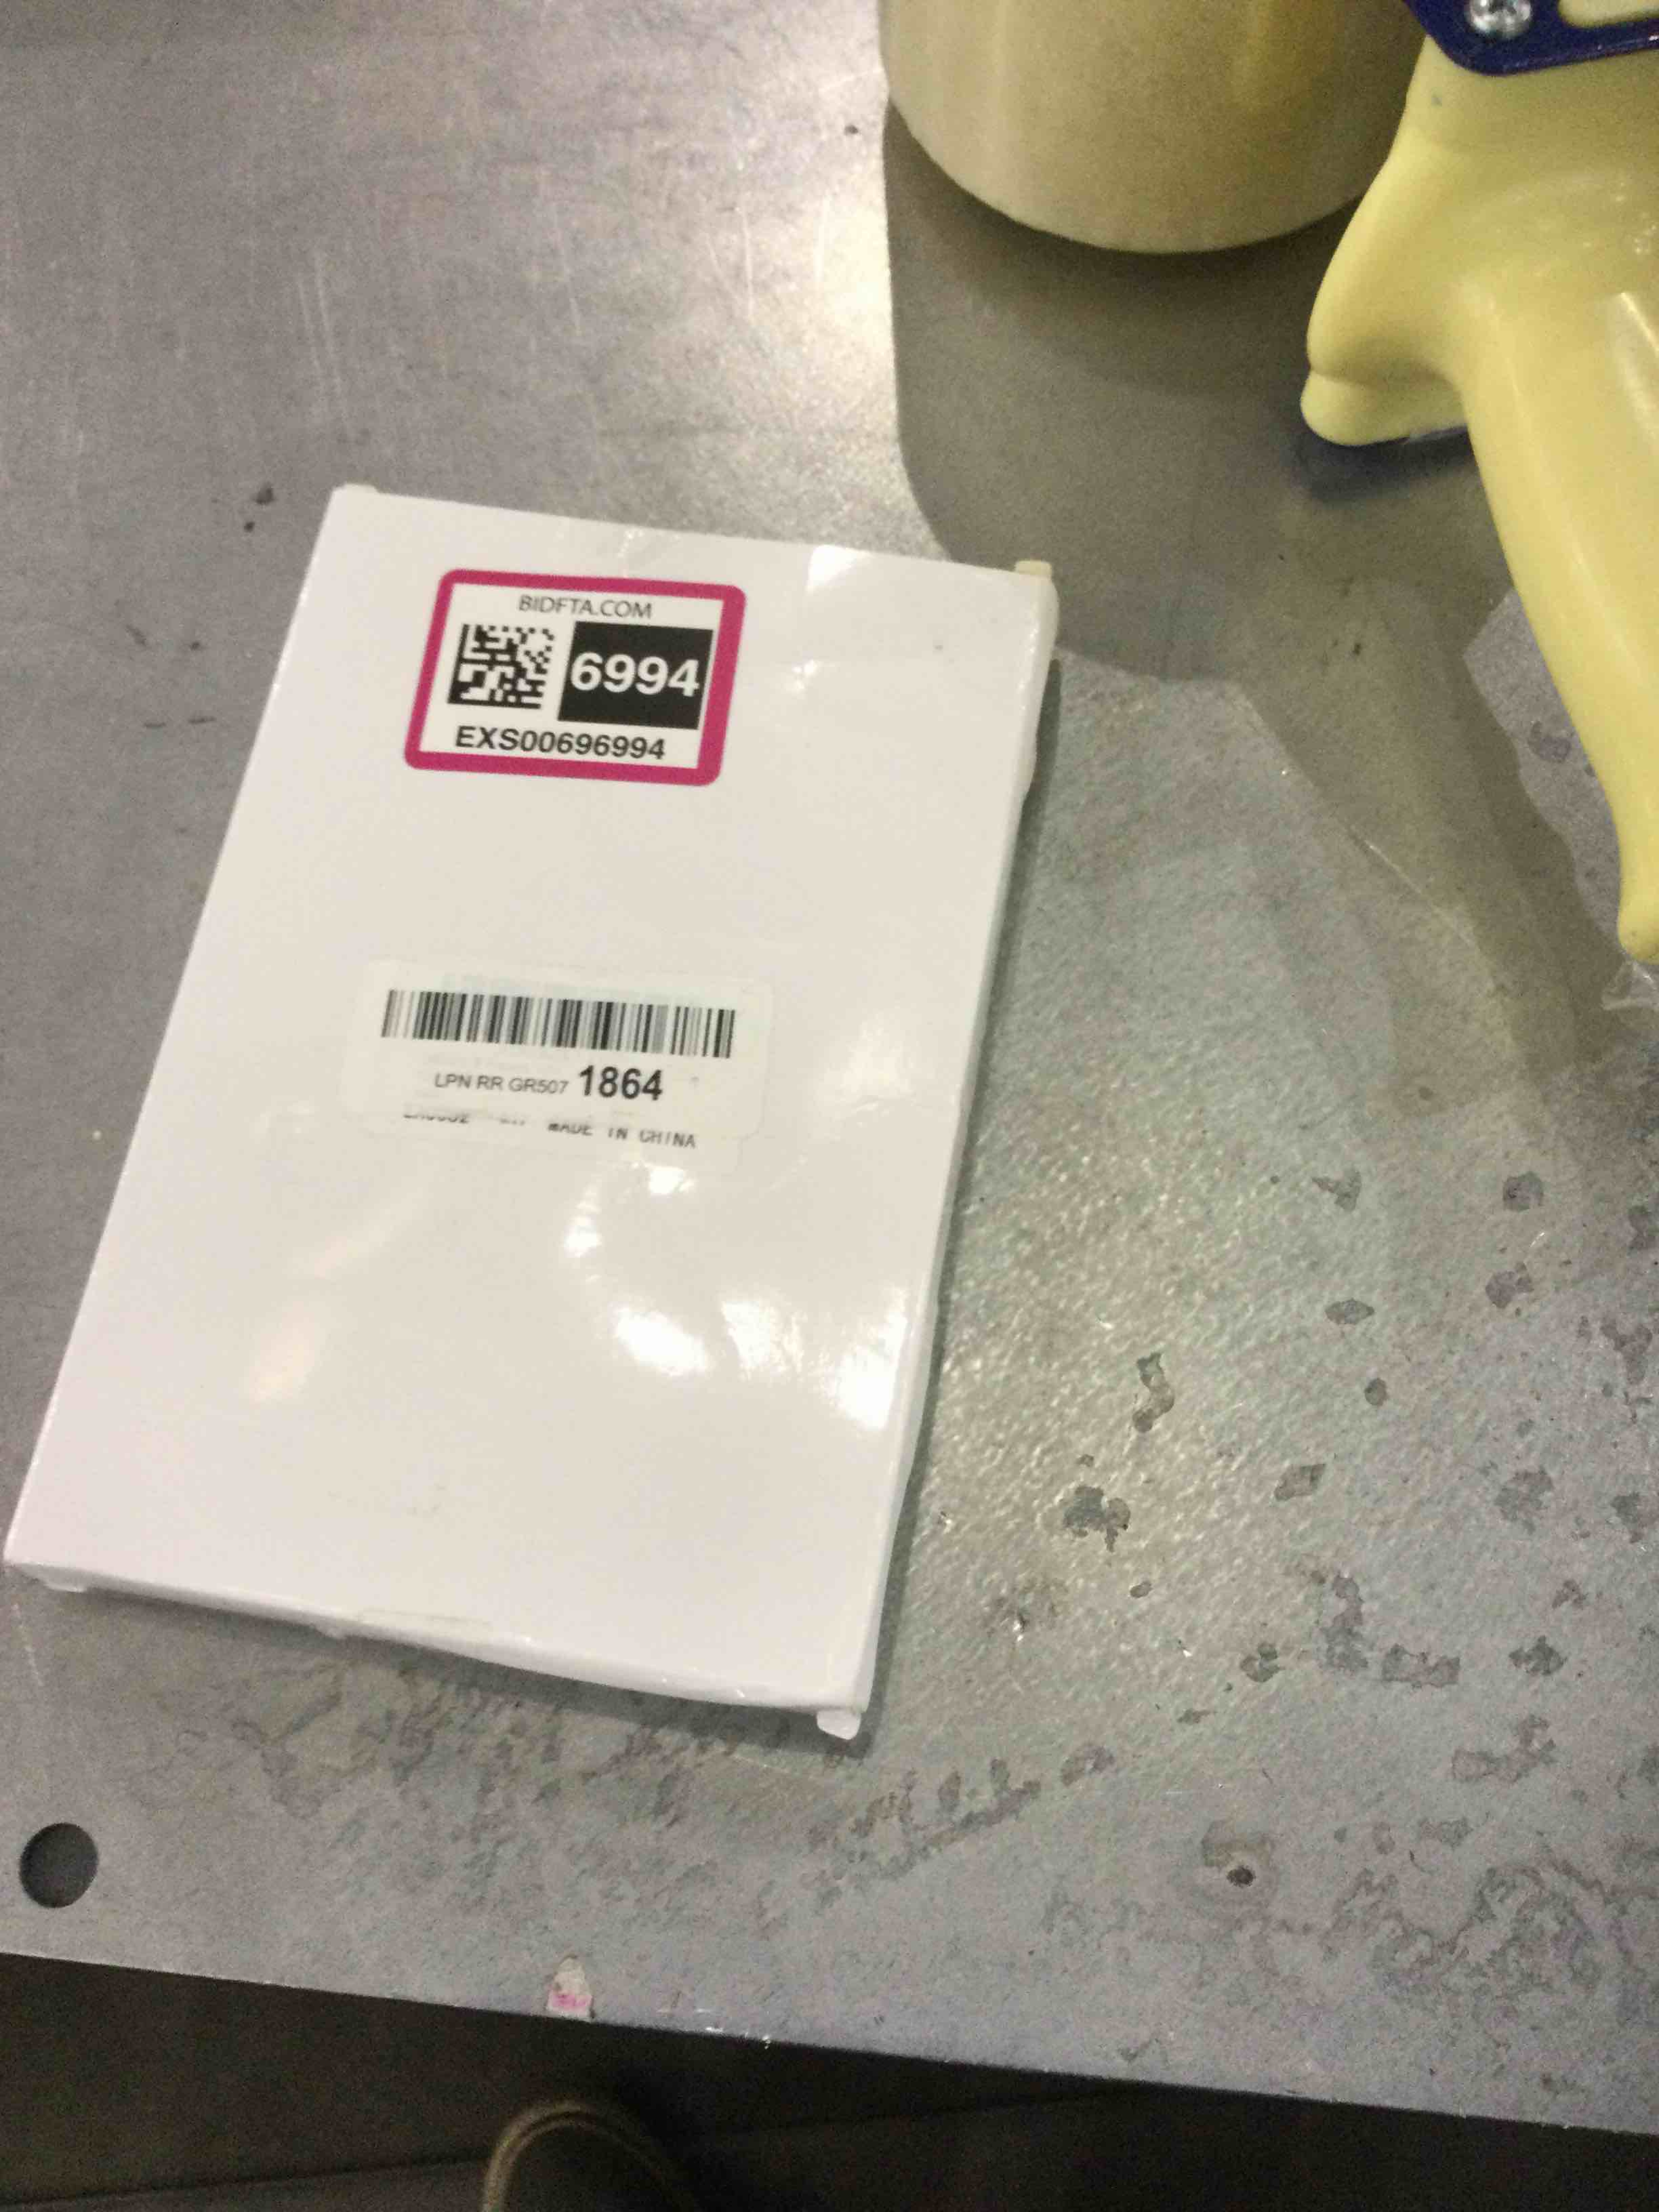 BIDFTA.COM
6994
EXS00696994
LPN RR GR507 1864
MADE IN CHINA